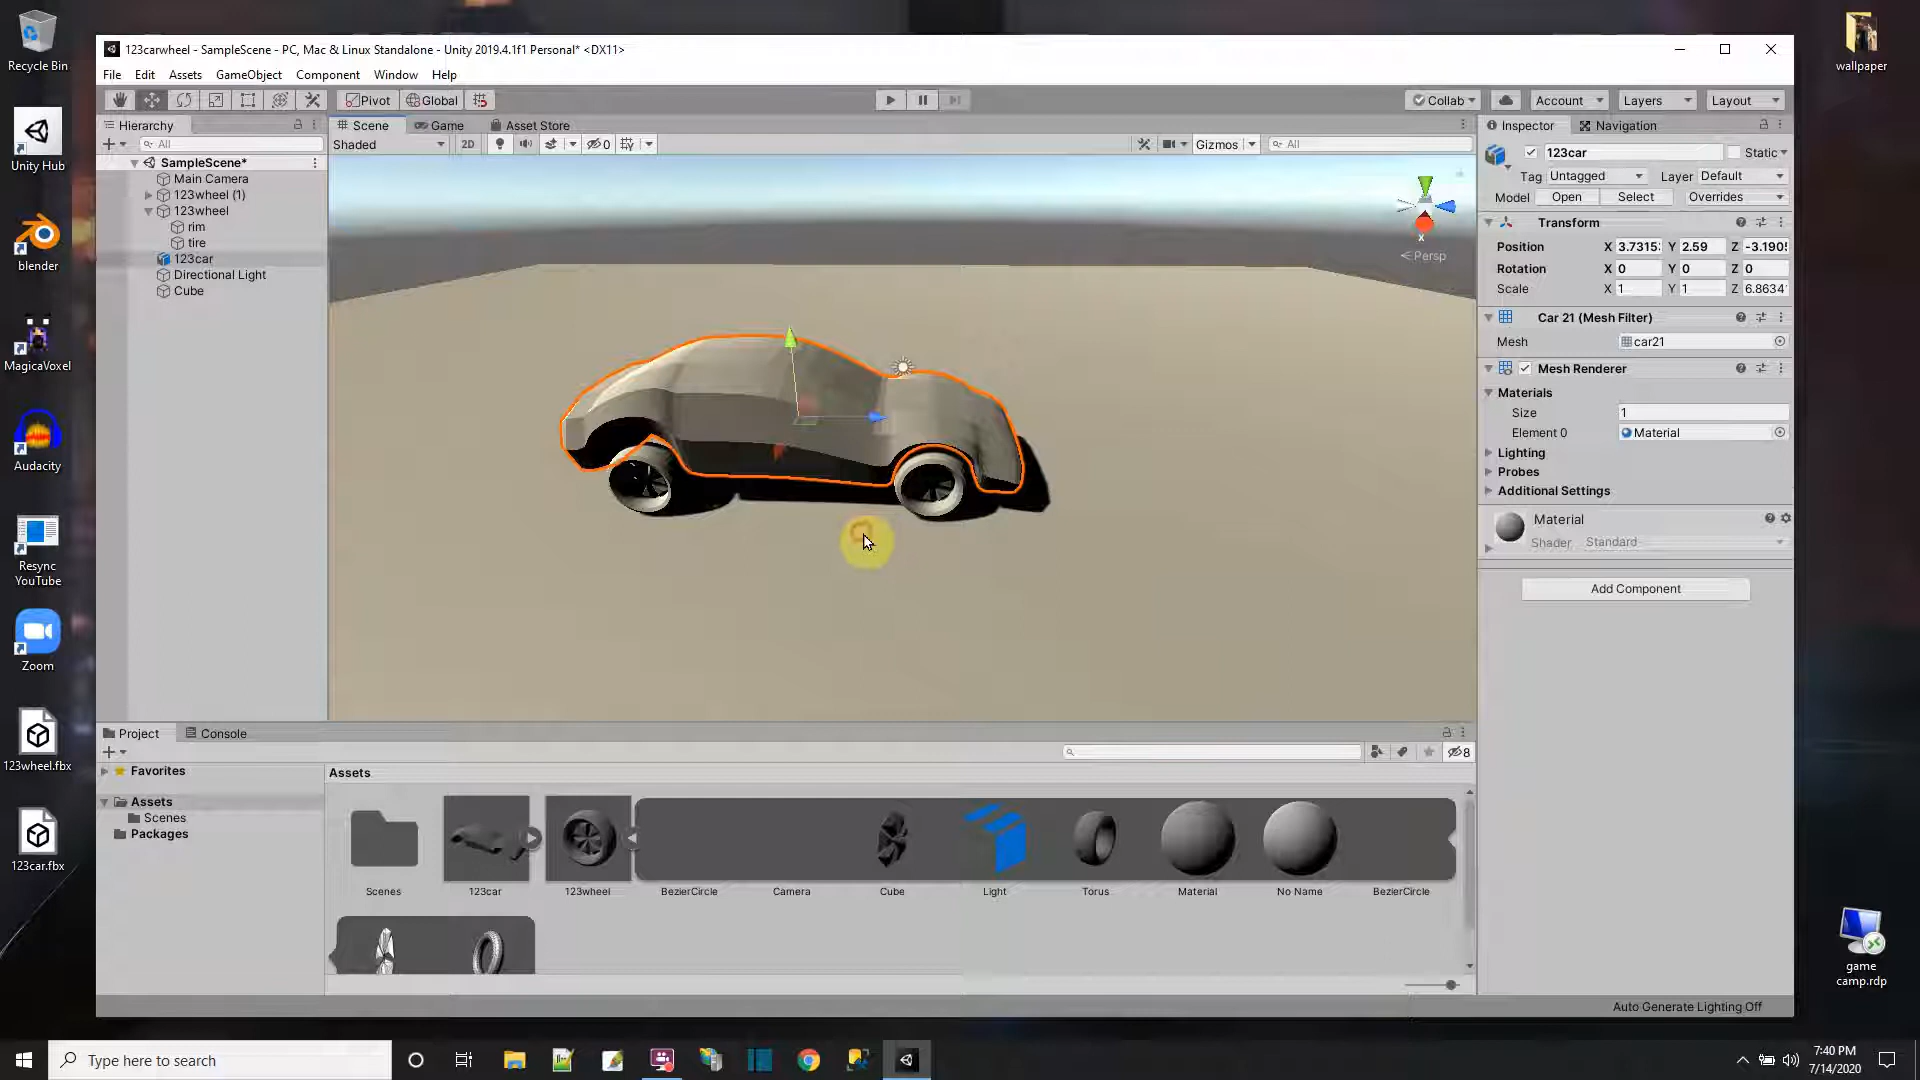 Recycle Bin
Unity Hub
blender
MagicaVoxel
Audacity
Resync
YouTube
Zoom
123wheel.fbx
123car.fbx
wallpaper
game
camp.rdp
123carwheel - SampleScene - PC, Mac & Linux Standalone - Unity 2019.4.1f1 Personal* <DX11>
File Edit Assets GameObject Component Window Help
Pivot Global
Collab Account Layers Layout
Hierarchy
All
SampleScene*
Main Camera
123wheel (1)
123wheel
rim
tire
123car
Directional Light
Cube
Scene Game Asset Store
Shaded 2D 0 Gizmos All
x
Persp
Inspector Navigation
123car Static
Tag Untagged Layer Default
Model Open Select Overrides
Transform
Position X 3.7315 Y 2.59 Z -3.190
Rotation X 0 Y 0 Z 0
Scale X 1 Y 1 Z 6.8634
Car 21 (Mesh Filter)
Mesh car21
Mesh Renderer
Materials
Size 1
Element 0 Material
Lighting
Probes
Additional Settings
Material
Shader Standard
Add Component
Project Console
8
Favorites
Assets
Scenes
Packages
Assets
Scenes 123car 123wheel BezierCircle Camera Cube Light Torus Material No Name BezierCircle
Auto Generate Lighting Off
Type here to search
7:40 PM
7/14/2020